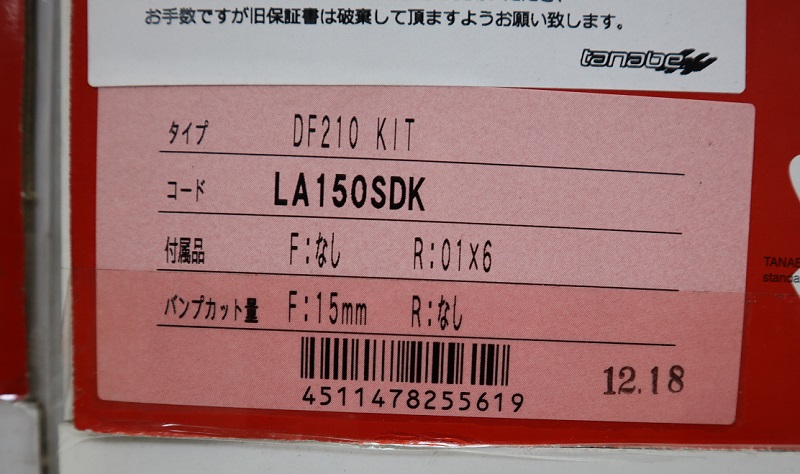 お手数ですが旧保証書は破棄して頂ますようお願い致します。
tanabe
タイプ DF210 KIT
コード LA150SDK
付属品 F:なし R:01×6
バンプカット量 F:15mm R:なし
4511478255619
12.18